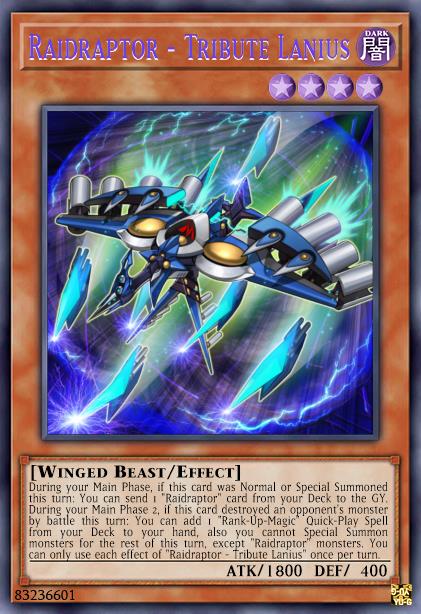 Raidraptor - Tribute Lanius
DARK
闇
[Winged Beast/Effect]
During your Main Phase, if this card was Normal or Special Summoned
this turn: You can send 1 "Raidraptor" card from your Deck to the GY.
During your Main Phase 2, if this card destroyed an opponent's monster
by battle this turn: You can add 1 "Rank-Up-Magic" Quick-Play Spell
from your Deck to your hand, also you cannot Special Summon
monsters for the rest of this turn, except "Raidraptor" monsters. You
can only use each effect of "Raidraptor - Tribute Lanius" once per turn.
ATK/1800 DEF/ 400
83236601